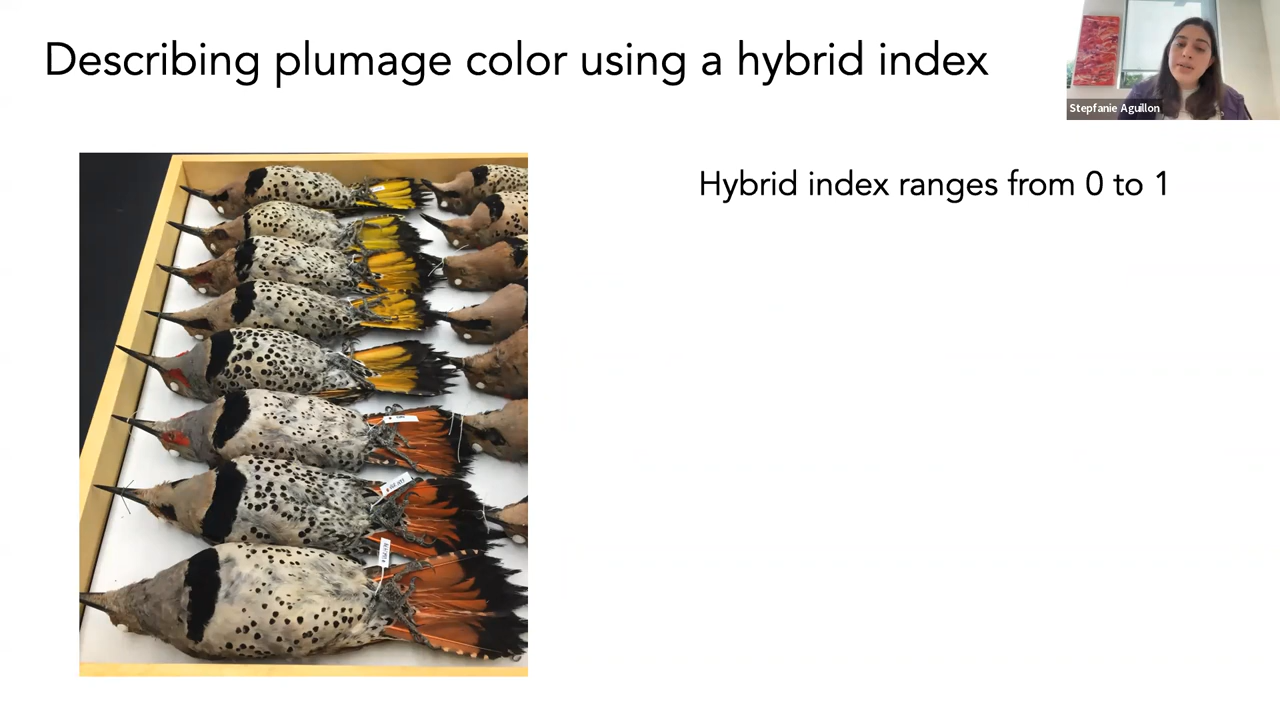 Describing plumage color using a hybrid index
Stepfanie Aguillon
Hybrid index ranges from 0 to 1